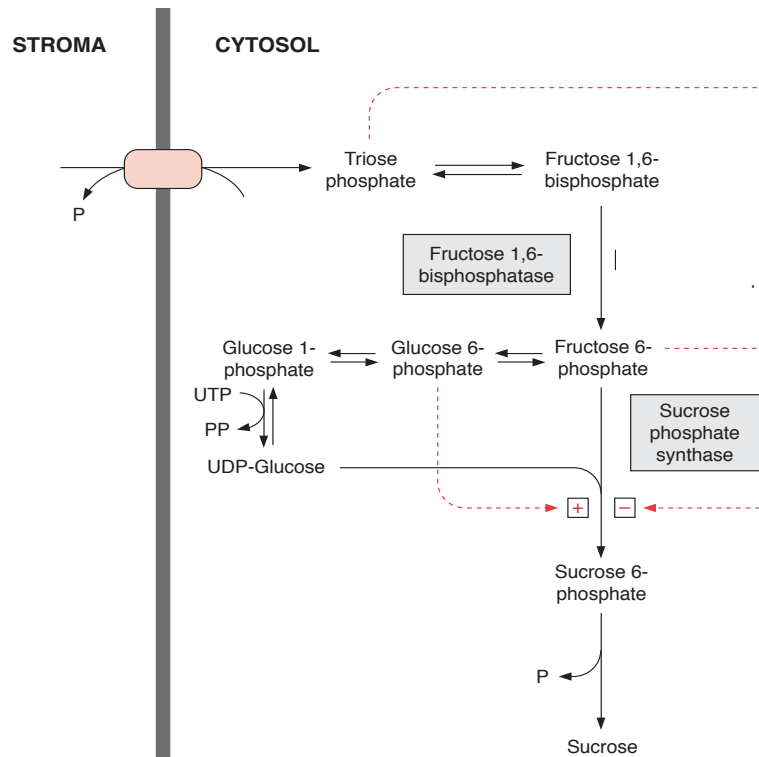 STROMA
CYTOSOL
Triose
phosphate
Fructose 1,6-
bisphosphate
P
Fructose 1,6-
bisphosphatase
Glucose 1-
phosphate
Glucose 6-
phosphate
Fructose 6-
phosphate
UTP
PP
UDP-Glucose
Sucrose
phosphate
synthase
+
−
Sucrose 6-
phosphate
P
Sucrose